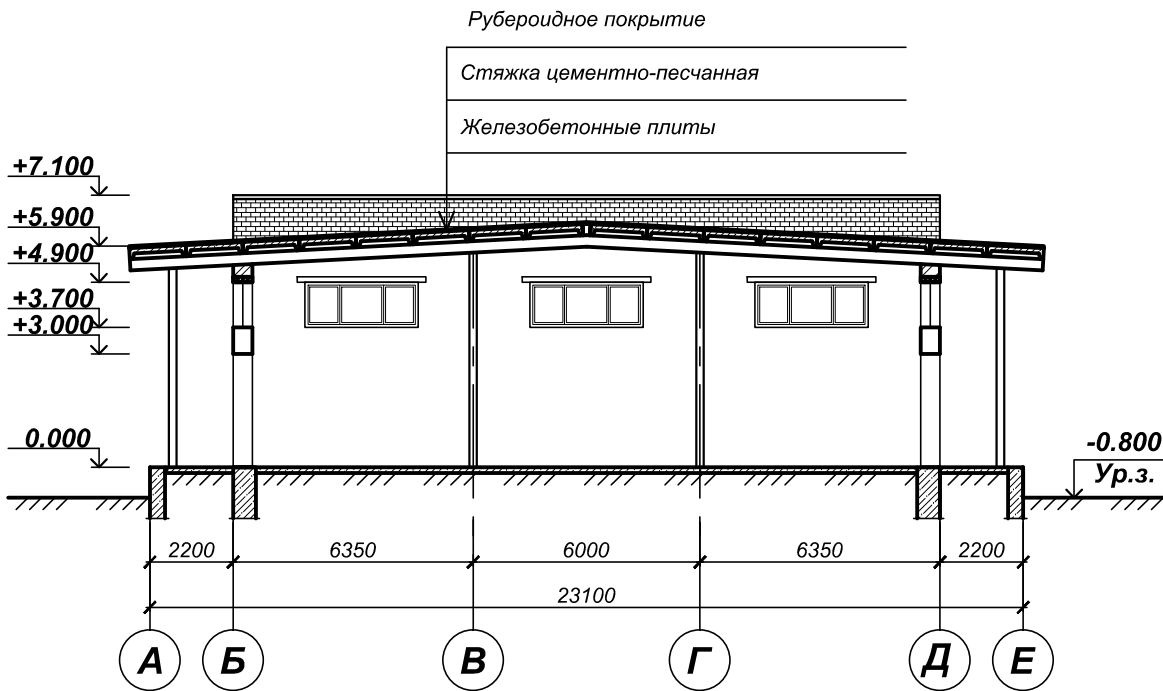 Рубероидное покрытие
Стяжка цементно-песчанная
Железобетонные плиты
+7.100
+5.900
+4.900
+3.700
+3.000
0.000
-0.800
Ур.з.
2200 6350 6000 6350 2200
23100
А Б В Г Д Е